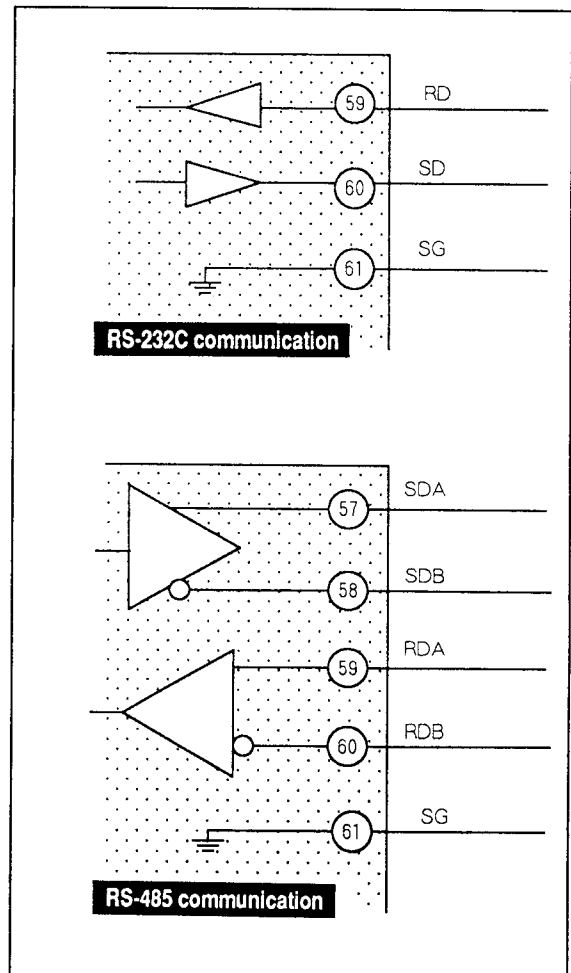 59 RD
60 SD
61 SG
RS-232C communication
57 SDA
58 SDB
59 RDA
60 RDB
61 SG
RS-485 communication